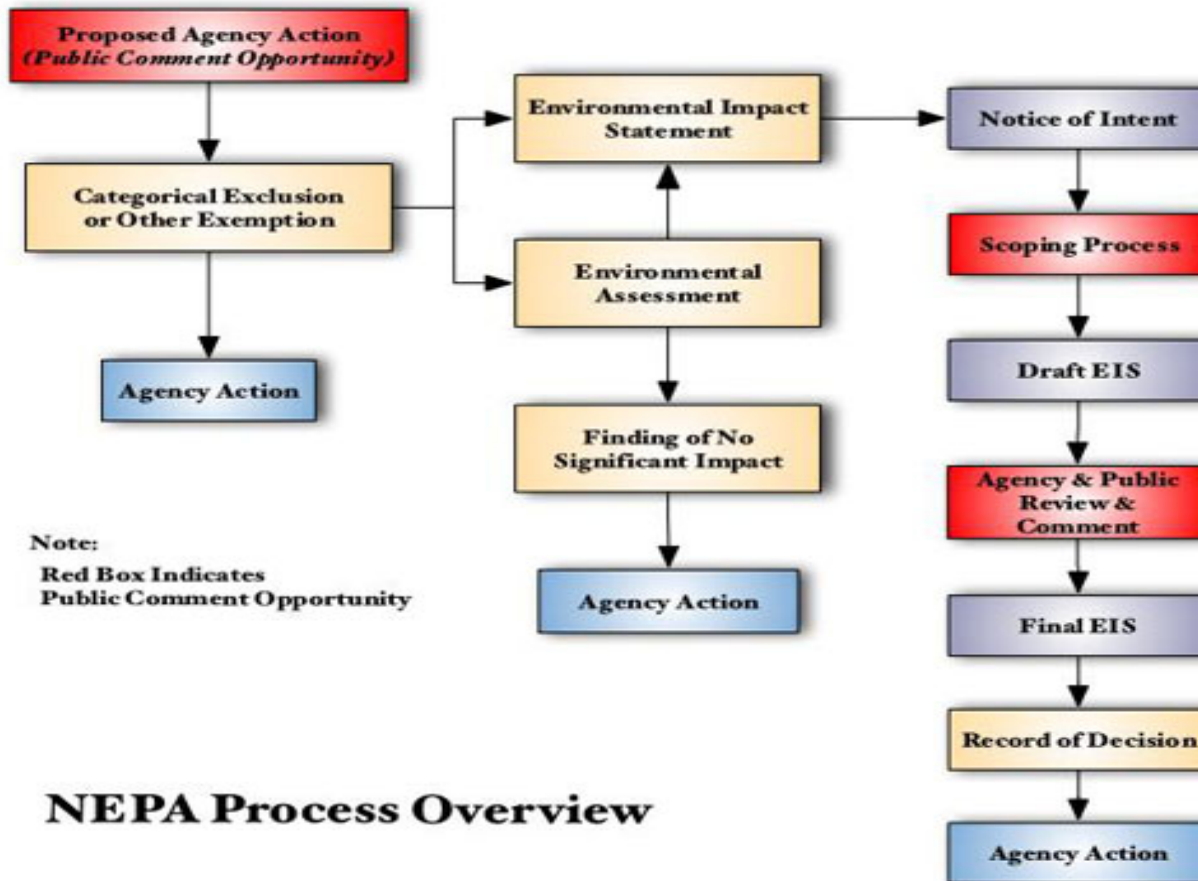 Proposed Agency Action
(Public Comment Opportunity)
Categorical Exclusion
or Other Exemption
Agency Action
Environmental Impact
Statement
Environmental
Assessment
Finding of No
Significant Impact
Agency Action
Notice of Intent
Scoping Process
Draft EIS
Agency & Public
Review &
Comment
Final EIS
Record of Decision
Agency Action
Note:
Red Box Indicates
Public Comment Opportunity
NEPA Process Overview